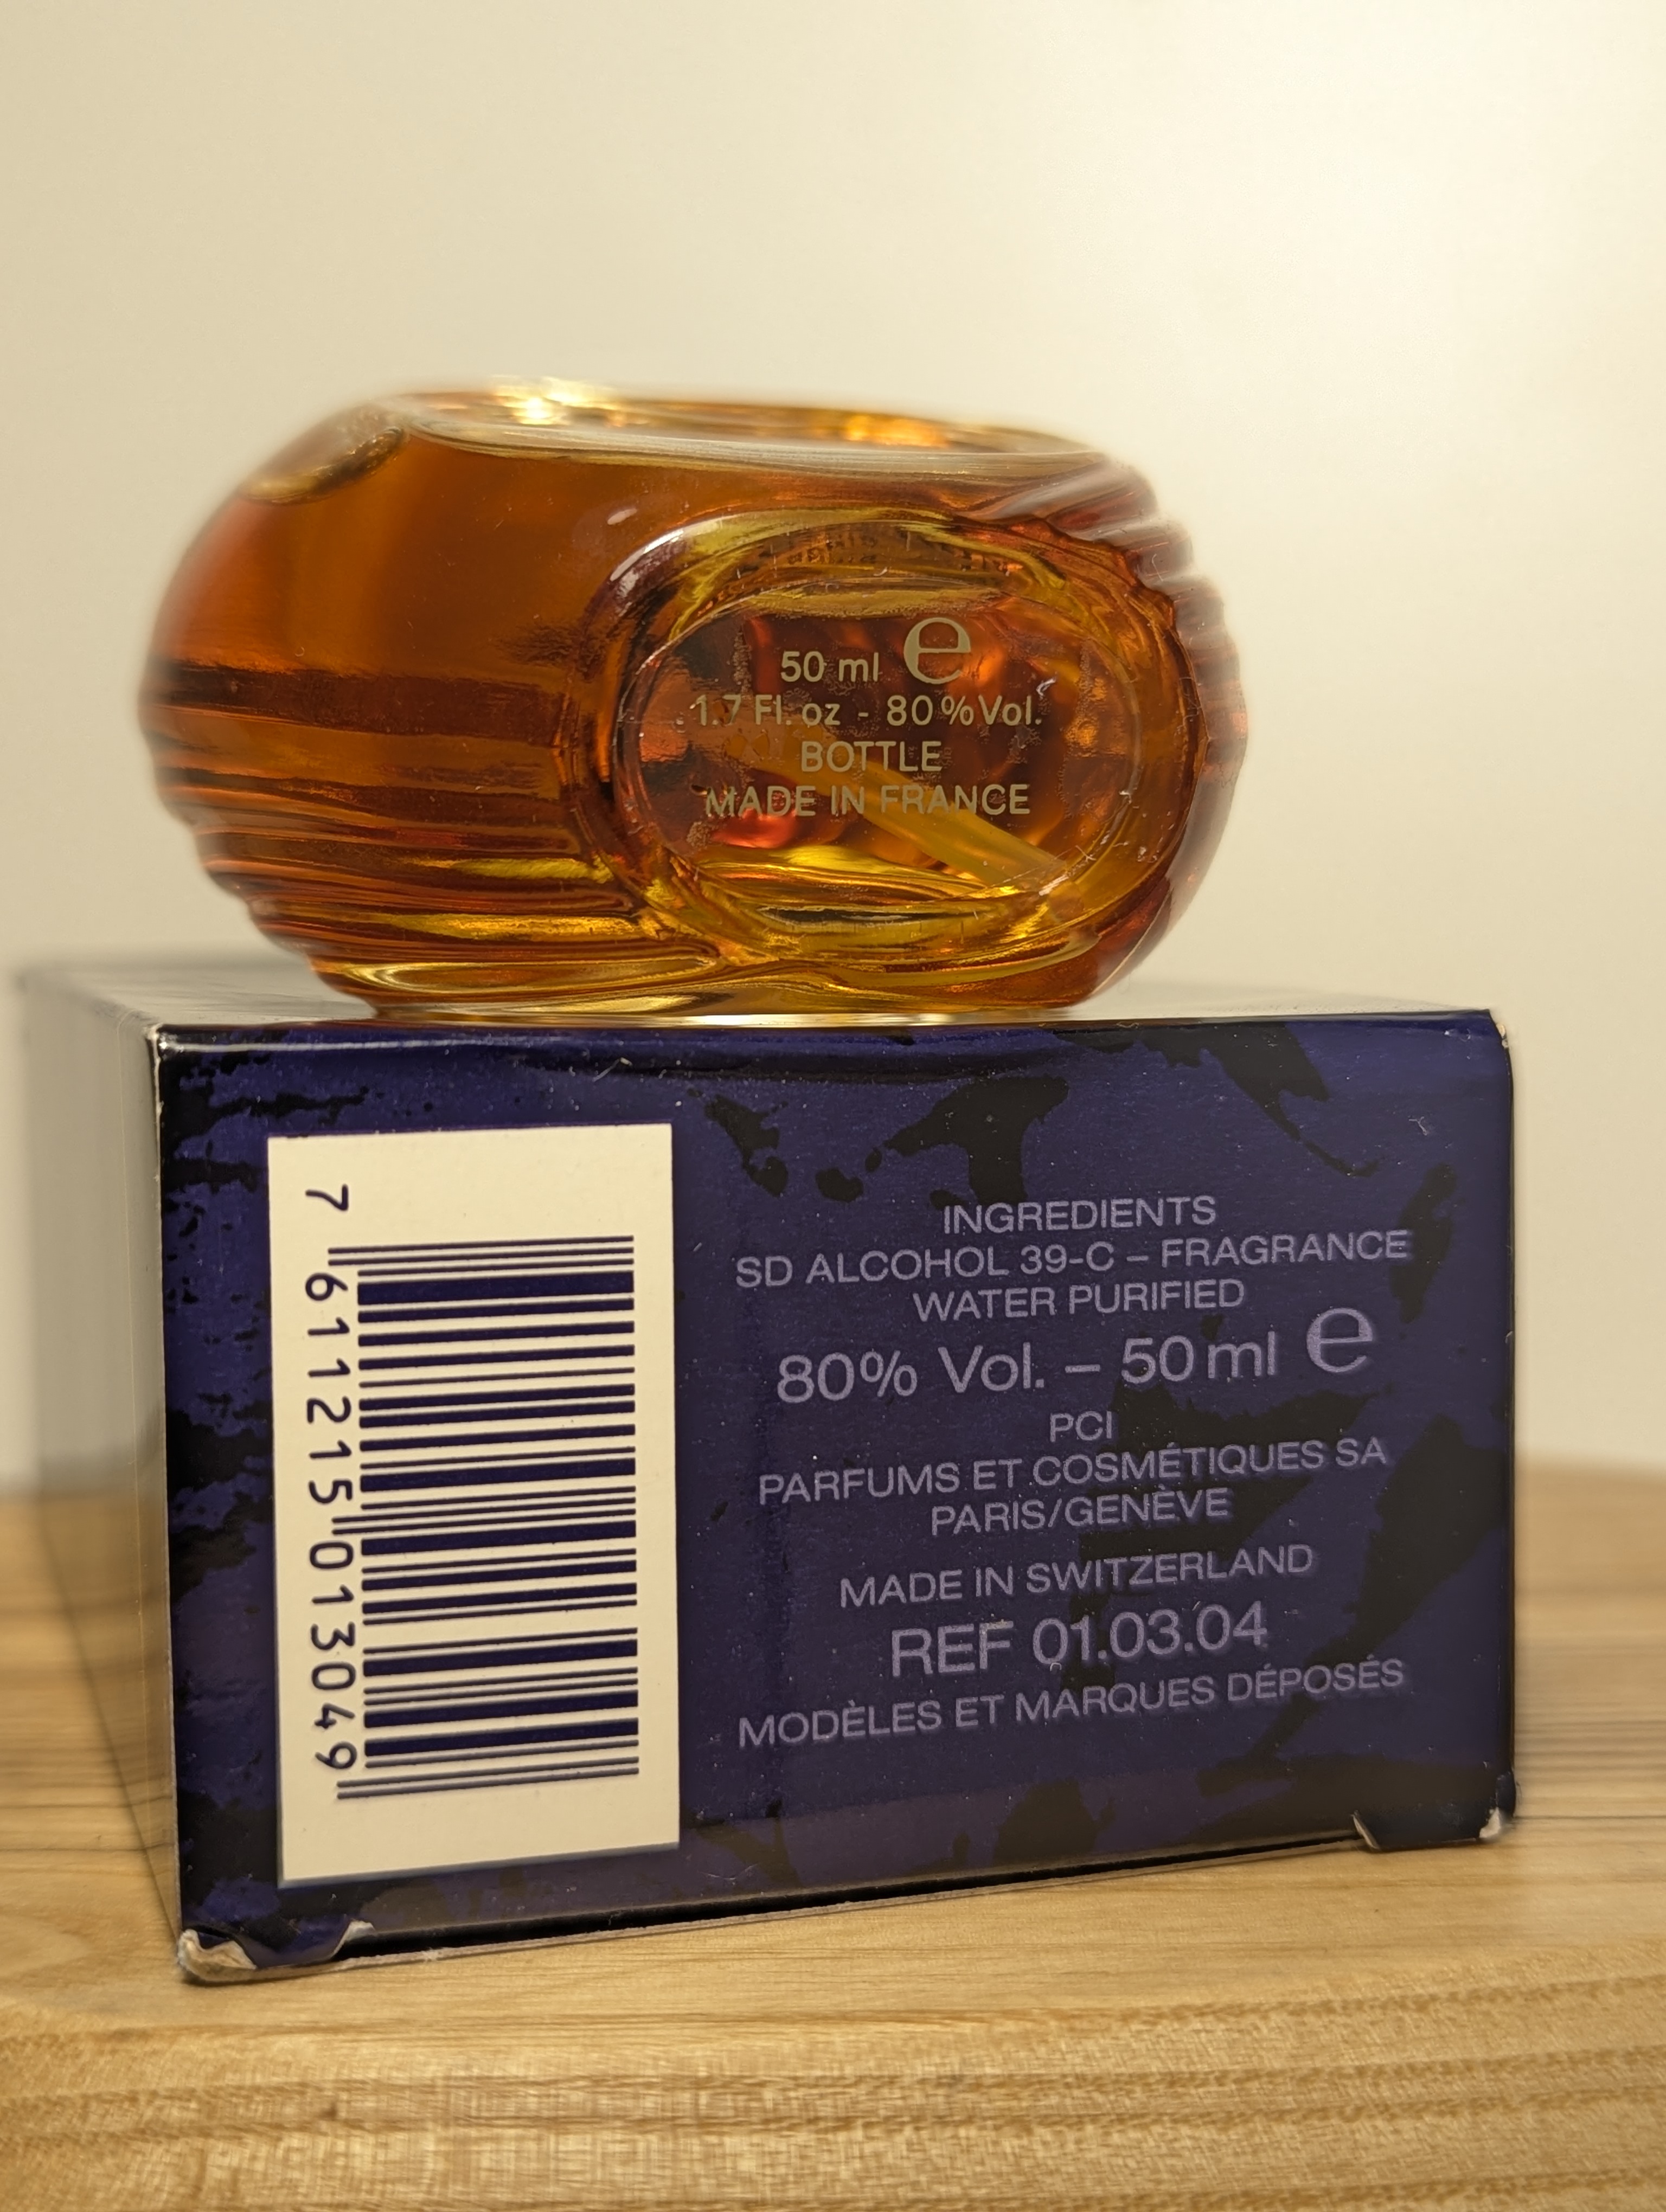 50 ml e
1.7 Fl. oz - 80% Vol.
BOTTLE
MADE IN FRANCE
7 611215 013049
INGREDIENTS
SD ALCOHOL 39-C – FRAGRANCE
WATER PURIFIED
80% Vol. – 50 ml e
PCI
PARFUMS ET COSMÉTIQUES SA
PARIS/GENÈVE
MADE IN SWITZERLAND
REF 01.03.04
MODÈLES ET MARQUES DÉPOSÉS